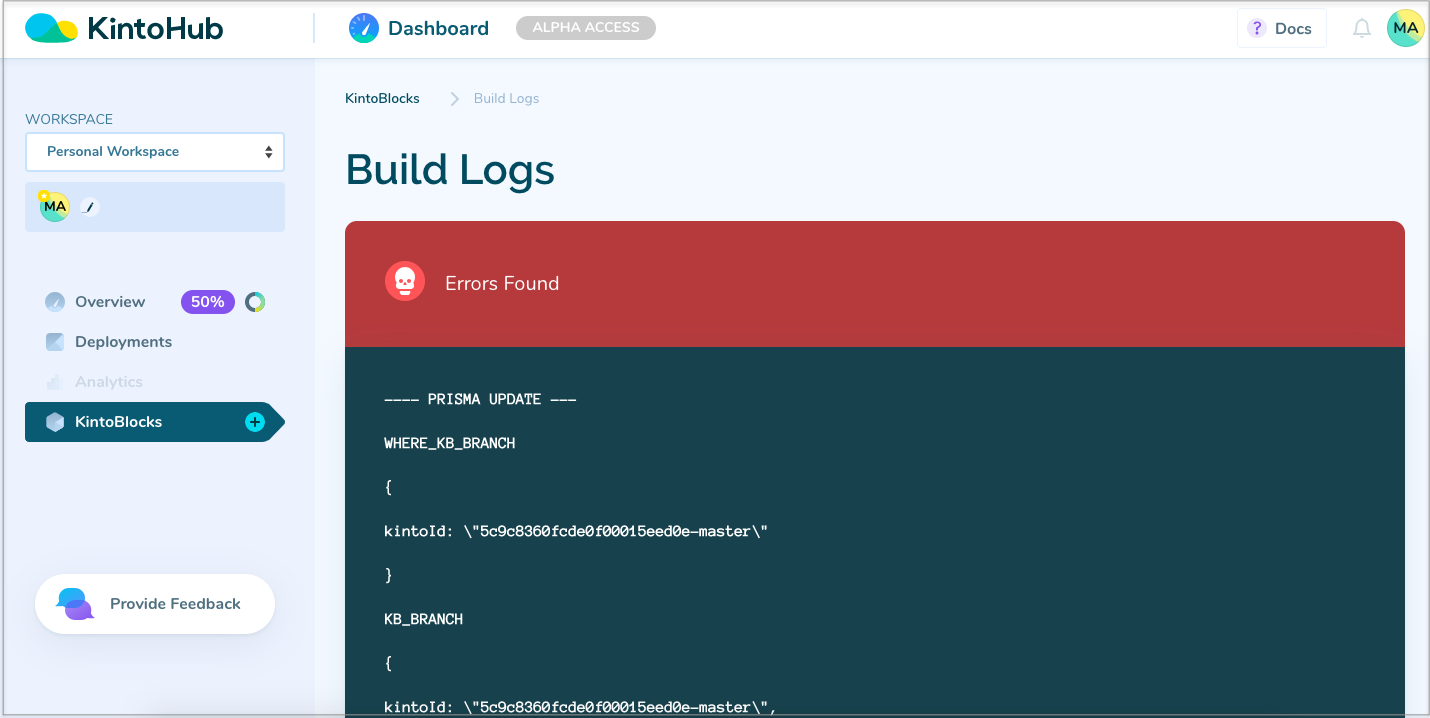 KintoHub
Dashboard
ALPHA ACCESS
? Docs
MA
WORKSPACE
Personal Workspace
MA
Overview 50%
Deployments
Analytics
KintoBlocks
Provide Feedback
KintoBlocks
Build Logs
Build Logs
Errors Found
---- PRISMA UPDATE ---
WHERE_KB_BRANCH
{
kintoId: \"5c9c8360fcde0f00015eed0e-master\"
}
KB_BRANCH
{
kintoId: \"5c9c8360fcde0f00015eed0e-master\",